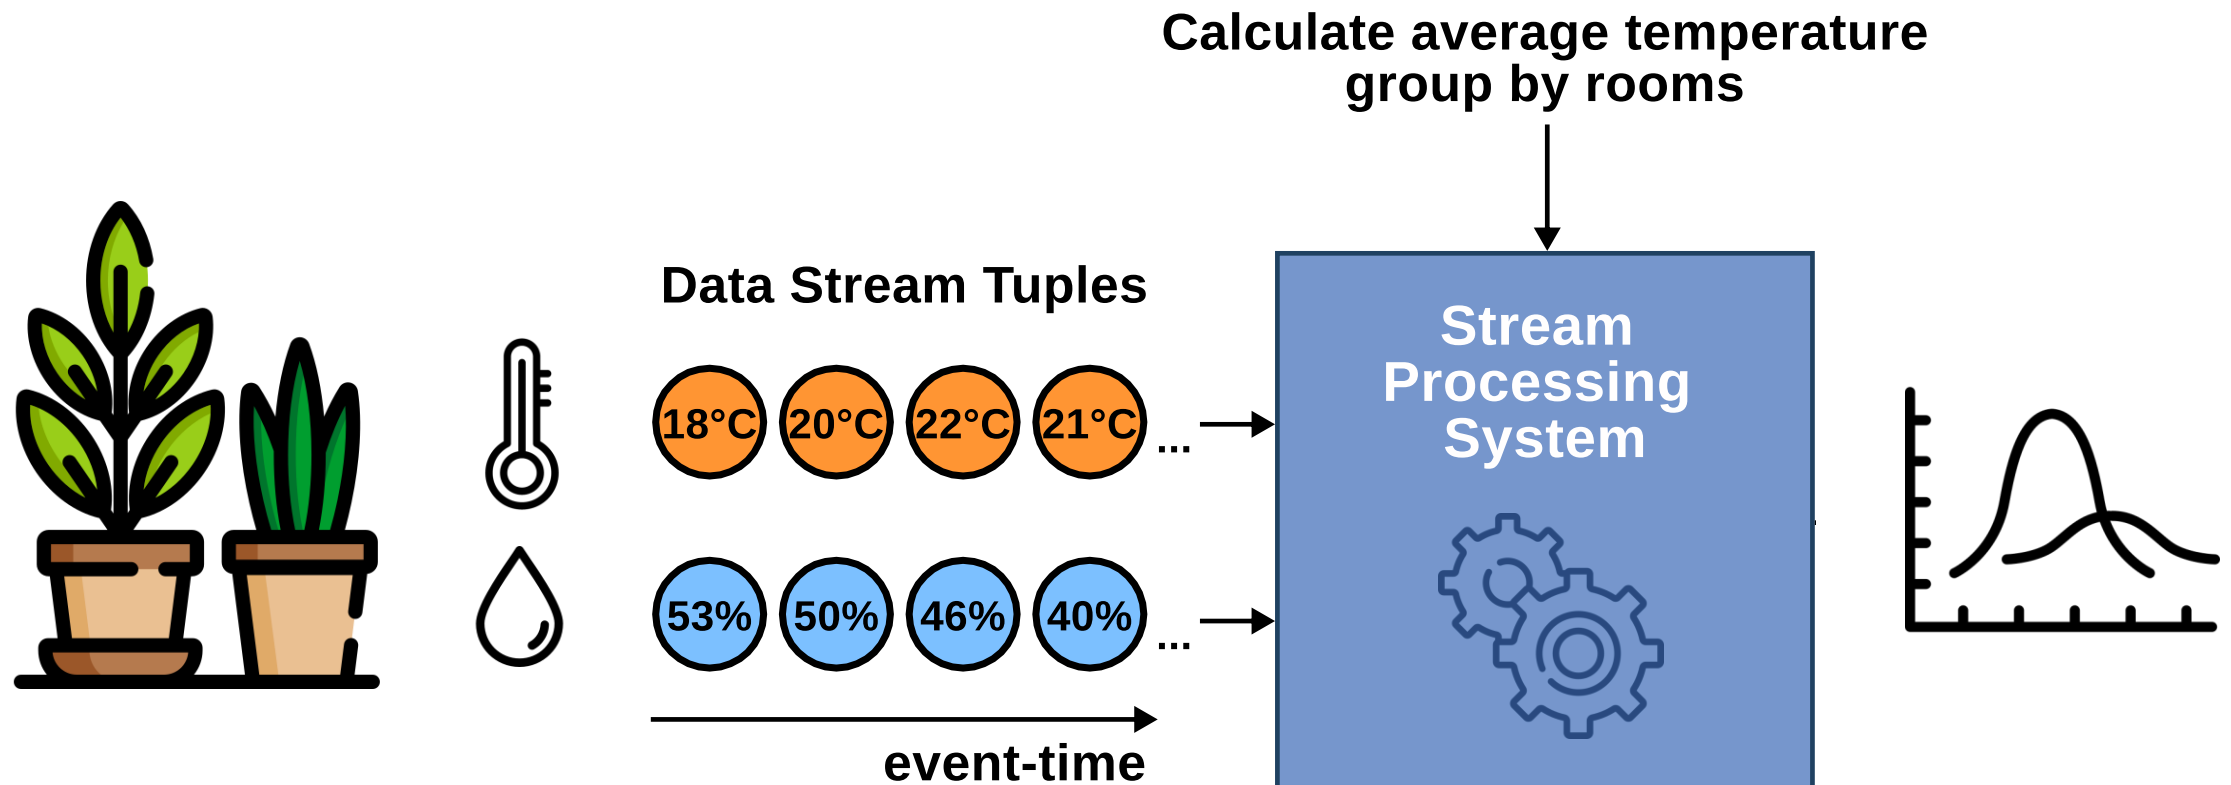 Calculate average temperature
group by rooms
Data Stream Tuples
18°C 20°C 22°C 21°C ...
53% 50% 46% 40% ...
event-time
Stream
Processing
System